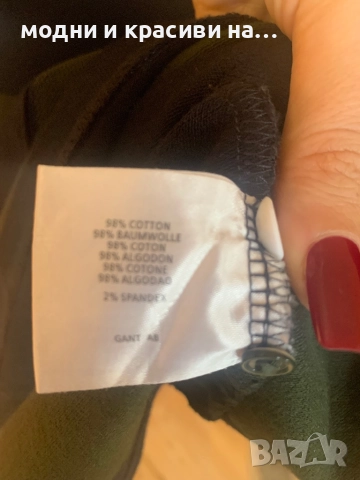 модни и красиви на...
98% COTTON
98% BAUMWOLLE
98% COTON
98% ALGODON
98% COTONE
98% ALGODAO
2% SPANDEX
GANT AB
BAZAR